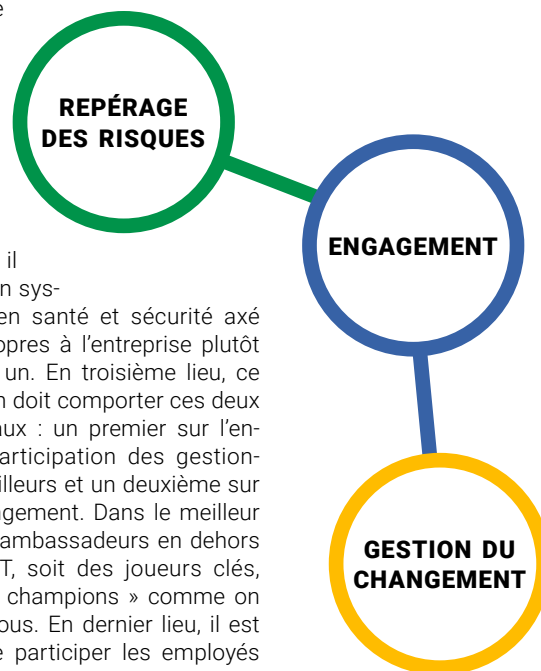 e
REPÉRAGE
DES RISQUES
ENGAGEMENT
il
n sys-
en santé et sécurité axé
opres à l’entreprise plutôt
un. En troisième lieu, ce
n doit comporter ces deux
aux : un premier sur l’en-
articipation des gestion-
illeurs et un deuxième sur
ngement. Dans le meilleur
ambassadeurs en dehors
T, soit des joueurs clés,
champions » comme on
ous. En dernier lieu, il est
e participer les employés
GESTION DU
CHANGEMENT